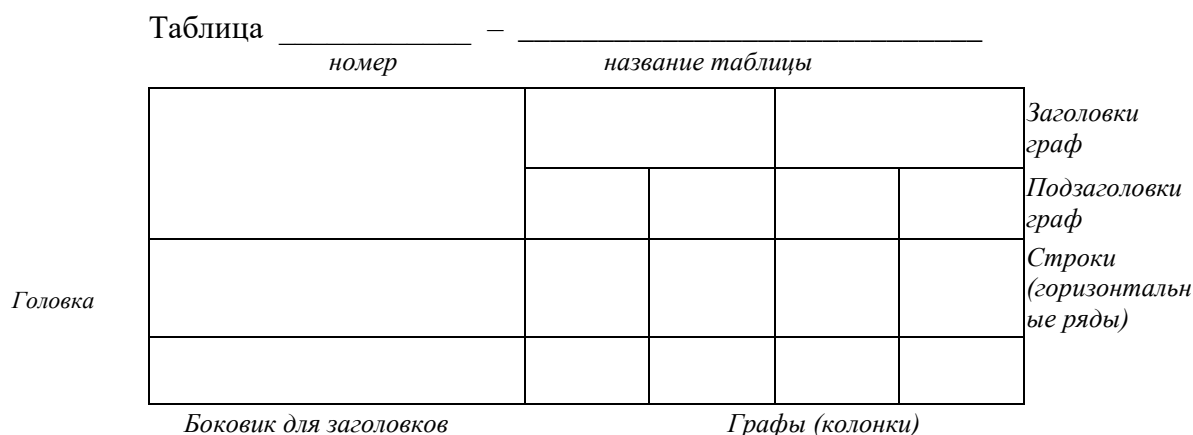 Таблица ____________ – _____________________________
номер название таблицы
Заголовки
граф
Подзаголовки
граф
Строки
(горизонтальн
ые ряды)
Головка
Боковик для заголовков Графы (колонки)